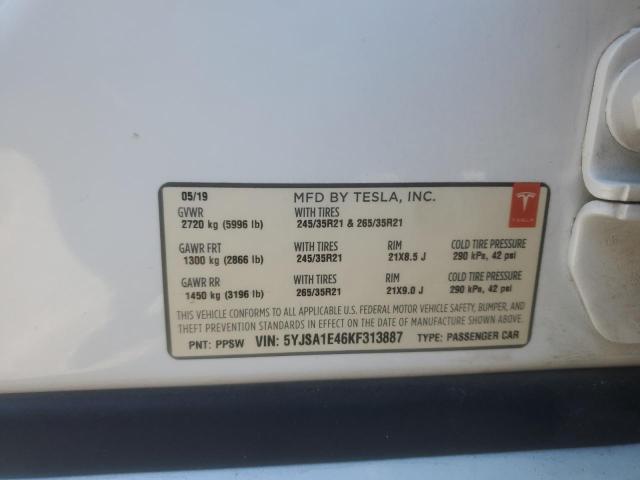 05/19 MFD BY TESLA, INC.
GVWR WITH TIRES
2720 kg (5996 lb) 245/35R21 & 265/35R21
GAWR FRT WITH TIRES RIM COLD TIRE PRESSURE
1300 kg (2866 lb) 245/35R21 21X8.5 J 290 kPa, 42 psi
GAWR RR WITH TIRES RIM COLD TIRE PRESSURE
1450 kg (3196 lb) 265/35R21 21X9.0 J 290 kPa, 42 psi
THIS VEHICLE CONFORMS TO ALL APPLICABLE U.S. FEDERAL MOTOR VEHICLE SAFETY, BUMPER, AND
THEFT STANDARDS IN EFFECT ON THE DATE OF MANUFACTURE SHOWN ABOVE.
PNT: PPSW VIN: 5YJSA1E46KF313887 TYPE: PASSENGER CAR
TESLA